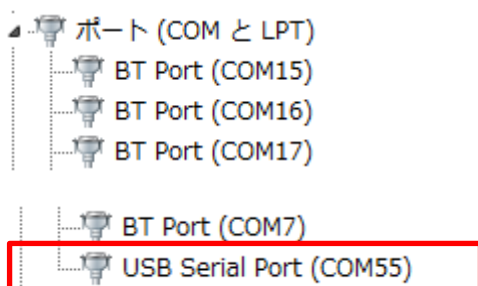 ポート (COM と LPT)
BT Port (COM15)
BT Port (COM16)
BT Port (COM17)
BT Port (COM7)
USB Serial Port (COM55)